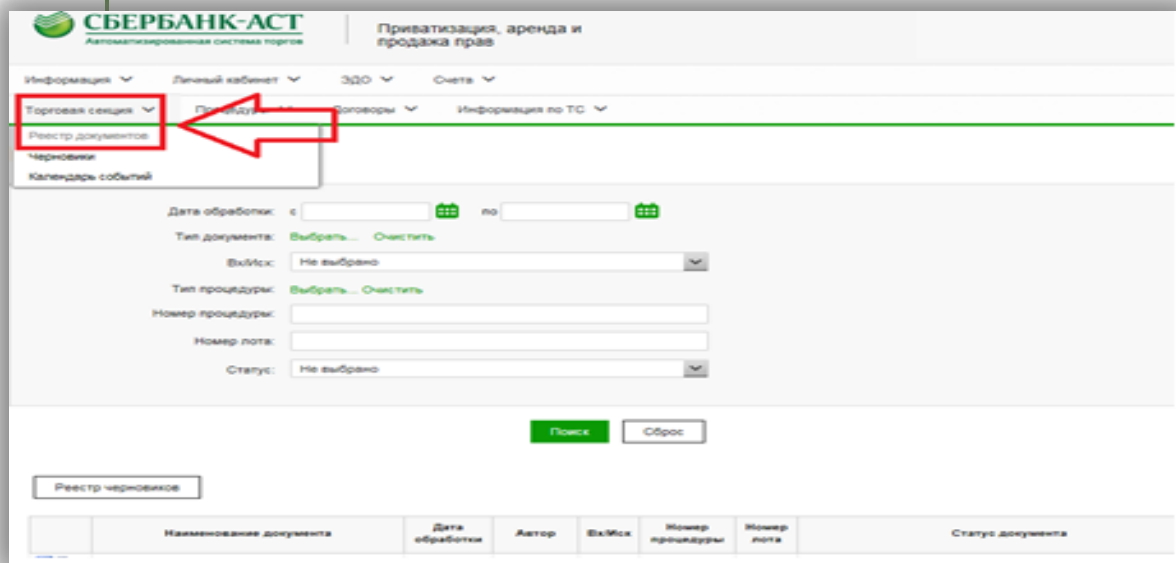 СБЕРБАНК-АСТ
Автоматизированная система торгов
Приватизация, аренда и
продажа прав
Информация Личный кабинет ЭДО Счета
Торговая секция Договоры Информация по ТС
Реестр документов
Черновики
Календарь событий
Дата обработки: с по
Тип документа: Выбрать... Очистить
Вх/Исх: Не выбрано
Тип процедуры: Выбрать... Очистить
Номер процедуры:
Номер лота:
Статус: Не выбрано
Поиск Сброс
Реестр черновиков
Наименование документа Дата обработки Автор Вх/Исх Номер процедуры Номер лота Статус документа